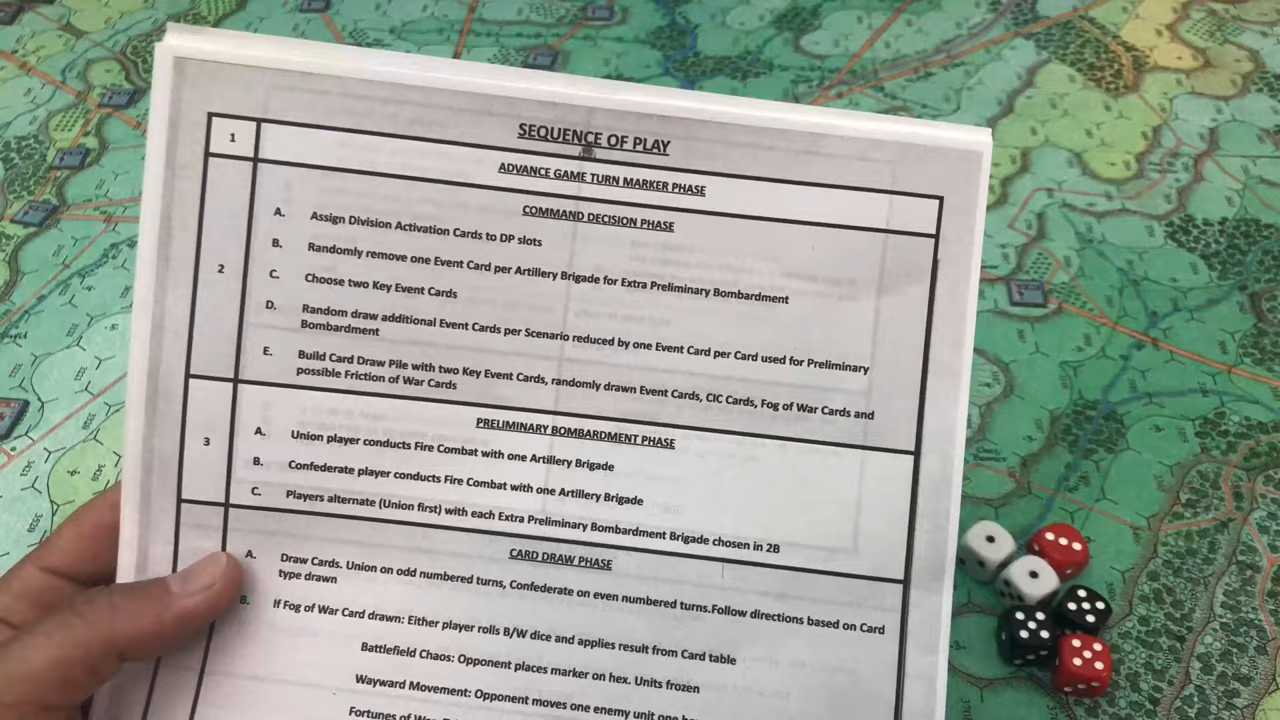 SEQUENCE OF PLAY
1
ADVANCE GAME TURN MARKER PHASE
2
COMMAND DECISION PHASE
A. Assign Division Activation Cards to DP slots
B. Randomly remove one Event Card per Artillery Brigade for Extra Preliminary Bombardment
C. Choose two Key Event Cards
D. Random draw additional Event Cards per Scenario reduced by one Event Card per Card used for Preliminary
Bombardment
E. Build Card Draw Pile with two Key Event Cards, randomly drawn Event Cards, CIC Cards, Fog of War Cards and
possible Friction of War Cards
3
PRELIMINARY BOMBARDMENT PHASE
A. Union player conducts Fire Combat with one Artillery Brigade
B. Confederate player conducts Fire Combat with one Artillery Brigade
C. Players alternate (Union first) with each Extra Preliminary Bombardment Brigade chosen in 2B
CARD DRAW PHASE
A. Draw Cards. Union on odd numbered turns, Confederate on even numbered turns.Follow directions based on Card
type drawn
B. If Fog of War Card drawn: Either player rolls B/W dice and applies result from Card table
Battlefield Chaos: Opponent places marker on hex. Units frozen
Wayward Movement: Opponent moves one enemy unit one
Fortunes of